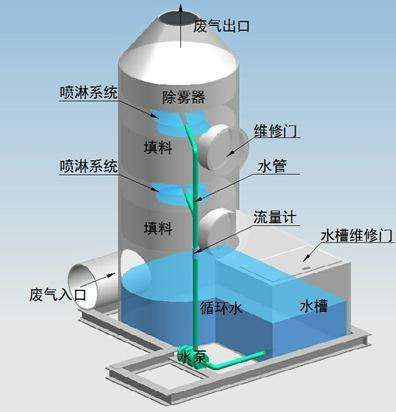 废气出口
喷淋系统
除雾器
维修门
填料
喷淋系统
水管
填料
流量计
水槽维修门
废气入口
循环水
水槽
水泵